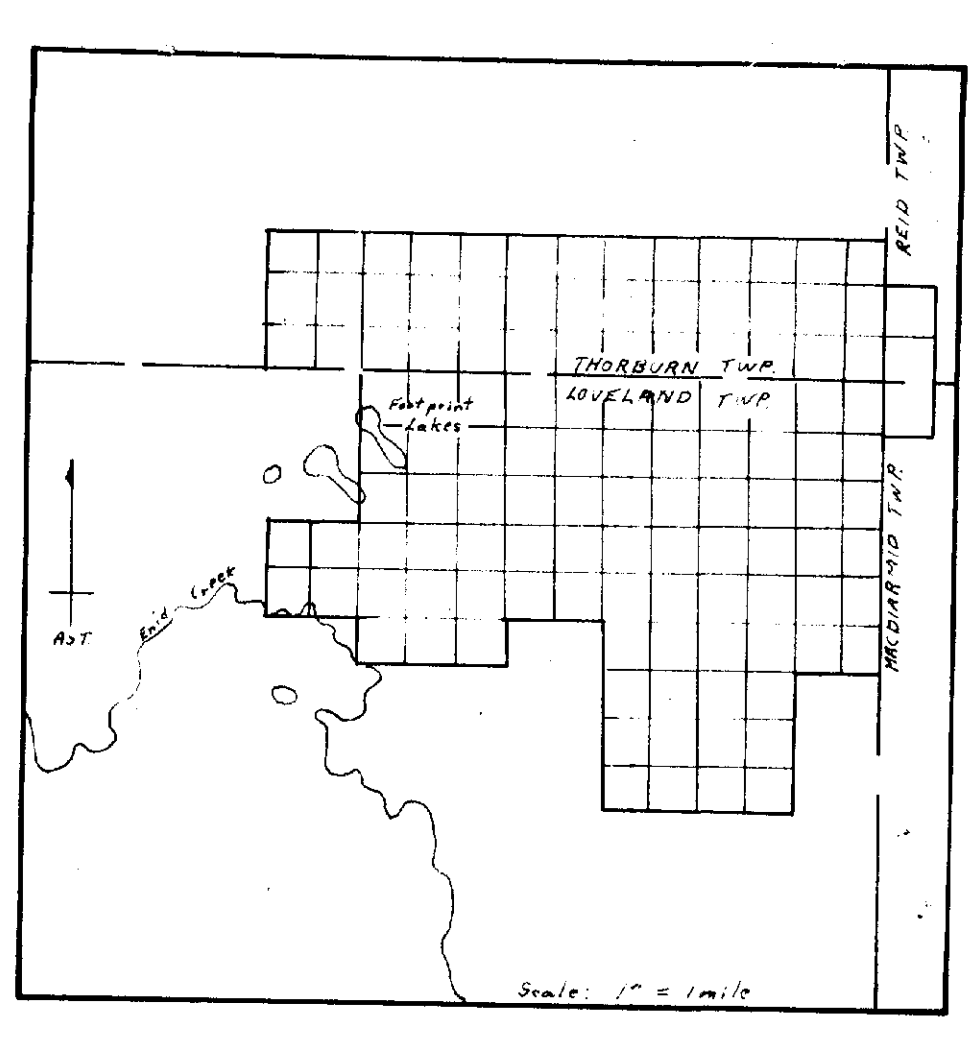 REID TWP.
THORBURN TWP.
LOVELAND TWP.
Footprint
Lakes
MACDIARMID TWP.
Enid Creek
AST.
Scale: 1" = 1 mile